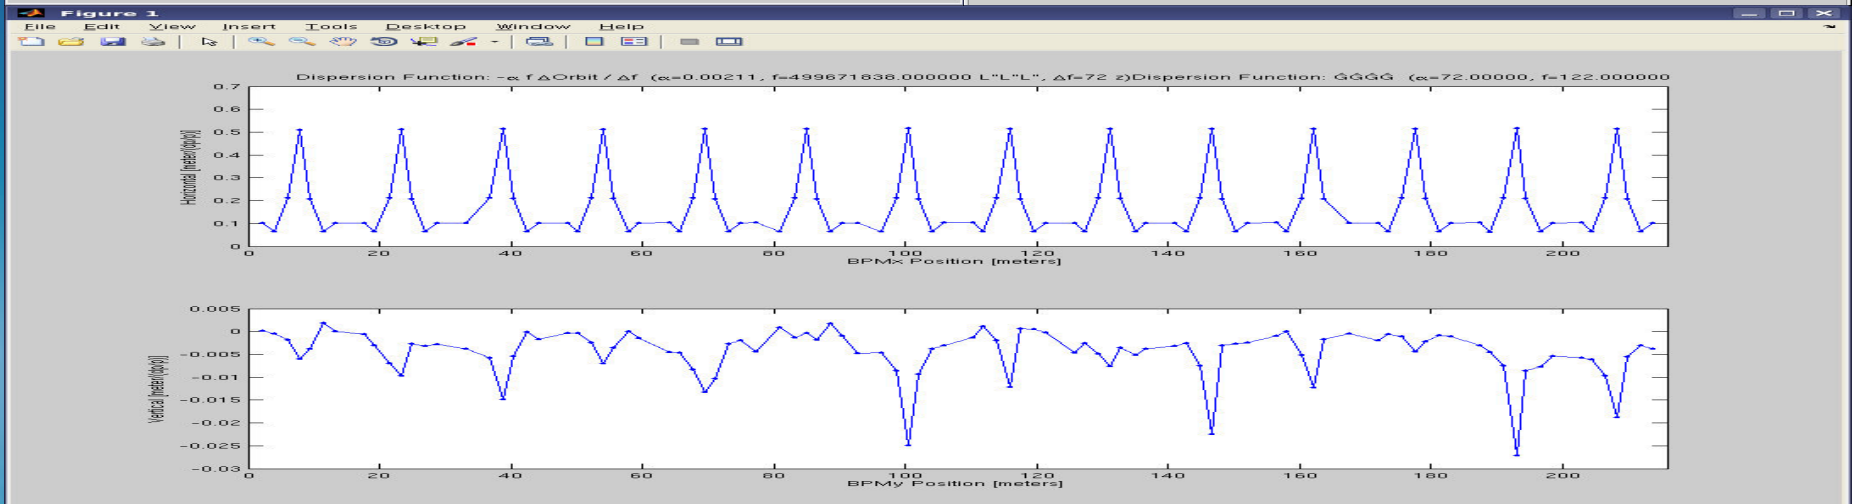 Figure 1
File Edit View Insert Tools Desktop Window Help
Dispersion Function: -α f ΔOrbit / Δf (α=0.00211, f=499671838.000000 L"L"L", Δf=72 z)Dispersion Function: ĜĜĜĜ (α=72.00000, f=122.000000
0.7
0.6
0.5
0.4
0.3
0.2
0.1
0
Horizontal [meter/(dp/p)]
0 20 40 60 80 100 120 140 160 180 200
BPMx Position [meters]
0.005
0
-0.005
-0.01
-0.015
-0.02
-0.025
-0.03
Vertical [meter/(dp/p)]
0 20 40 60 80 100 120 140 160 180 200
BPMy Position [meters]